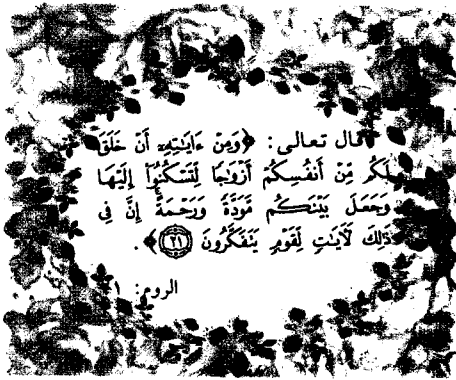 قال تعالى: ﴿وَمِنْ ءَايَٰتِهِۦٓ أَنْ خَلَقَ
لَكُم مِّنْ أَنفُسِكُمْ أَزْوَٰجًا لِّتَسْكُنُوٓا۟ إِلَيْهَا
وَجَعَلَ بَيْنَكُم مَّوَدَّةً وَرَحْمَةً إِنَّ فِى
ذَٰلِكَ لَءَايَٰتٍ لِّقَوْمٍ يَتَفَكَّرُونَ ٢١﴾.
الروم: